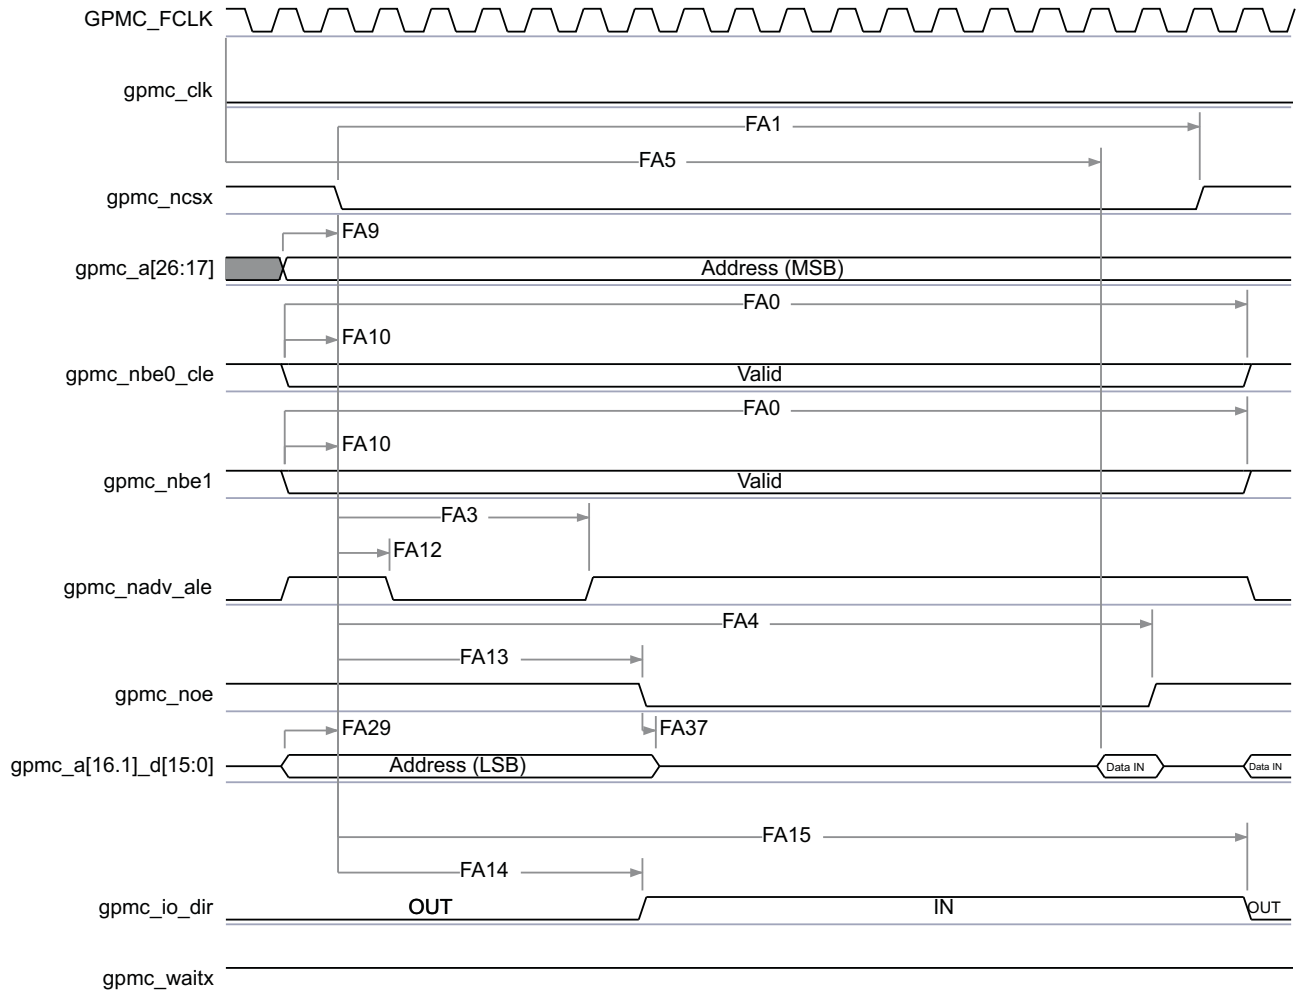 GPMC_FCLK
gpmc_clk
FA1
FA5
gpmc_ncsx
FA9
gpmc_a[26:17]
Address (MSB)
FA0
FA10
gpmc_nbe0_cle
Valid
FA0
FA10
gpmc_nbe1
Valid
FA3
FA12
gpmc_nadv_ale
FA4
FA13
gpmc_noe
FA29
FA37
gpmc_a[16.1]_d[15:0]
Address (LSB)
Data IN
Data IN
FA15
FA14
gpmc_io_dir
OUT
IN
OUT
gpmc_waitx